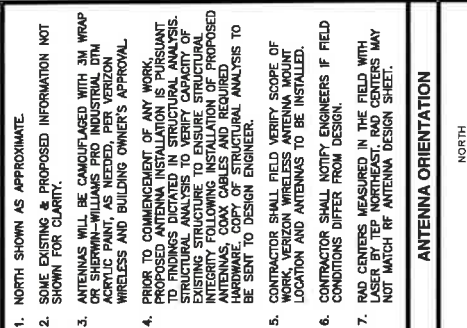 1. NORTH SHOWN AS APPROXIMATE.
2. SOME EXISTING & PROPOSED INFORMATION NOT
SHOWN FOR CLARITY.
3. ANTENNAS WILL BE CAMOUFLAGED WITH 3M WRAP
OR SHERWIN-WILLIAMS PRO INDUSTRIAL DTM
ACRYLIC PAINT, AS NEEDED, PER VERIZON
WIRELESS AND BUILDING OWNER'S APPROVAL.
4. PRIOR TO COMMENCEMENT OF ANY WORK,
PROPOSED ANTENNA INSTALLATION IS PURSUANT
TO FINDINGS DICTATED IN STRUCTURAL ANALYSIS.
STRUCTURAL ANALYSIS TO VERIFY CAPACITY OF
EXISTING STRUCTURE TO ENSURE STRUCTURAL
INTEGRITY FOLLOWING INSTALLATION OF PROPOSED
ANTENNAS, COAX CABLES AND REQUIRED
HARDWARE. COPY OF STRUCTURAL ANALYSIS TO
BE SENT TO DESIGN ENGINEER.
5. CONTRACTOR SHALL FIELD VERIFY SCOPE OF
WORK, VERIZON WIRELESS ANTENNA MOUNT
LOCATION AND ANTENNAS TO BE INSTALLED.
6. CONTRACTOR SHALL NOTIFY ENGINEERS IF FIELD
CONDITIONS DIFFER FROM DESIGN.
7. RAD CENTERS MEASURED IN THE FIELD WITH
LASER BY TEP NORTHEAST. RAD CENTERS MAY
NOT MATCH RF ANTENNA DESIGN SHEET.
ANTENNA ORIENTATION
NORTH